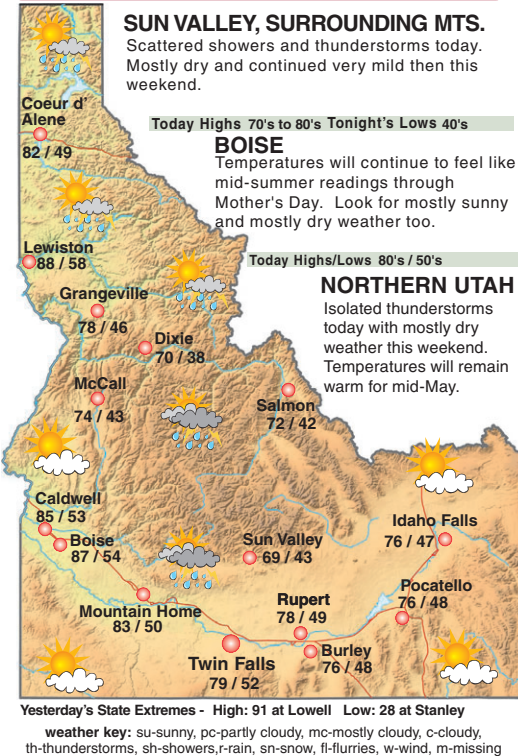 SUN VALLEY, SURROUNDING MTS.
Scattered showers and thunderstorms today.
Mostly dry and continued very mild then this
weekend.
Today Highs 70's to 80's Tonight's Lows 40's
BOISE
Temperatures will continue to feel like
mid-summer readings through
Mother's Day. Look for mostly sunny
and mostly dry weather too.
Today Highs/Lows 80's / 50's
NORTHERN UTAH
Isolated thunderstorms
today with mostly dry
weather this weekend.
Temperatures will remain
warm for mid-May.
Coeur d'
Alene
82 / 49
Lewiston
88 / 58
Grangeville
78 / 46
Dixie
70 / 38
McCall
74 / 43
Salmon
72 / 42
Caldwell
85 / 53
Boise
87 / 54
Sun Valley
69 / 43
Idaho Falls
76 / 47
Mountain Home
83 / 50
Rupert
78 / 49
Pocatello
76 / 48
Twin Falls
79 / 52
Burley
76 / 48
Yesterday's State Extremes - High: 91 at Lowell Low: 28 at Stanley
weather key: su-sunny, pc-partly cloudy, mc-mostly cloudy, c-cloudy,
th-thunderstorms, sh-showers,r-rain, sn-snow, fl-flurries, w-wind, m-missing